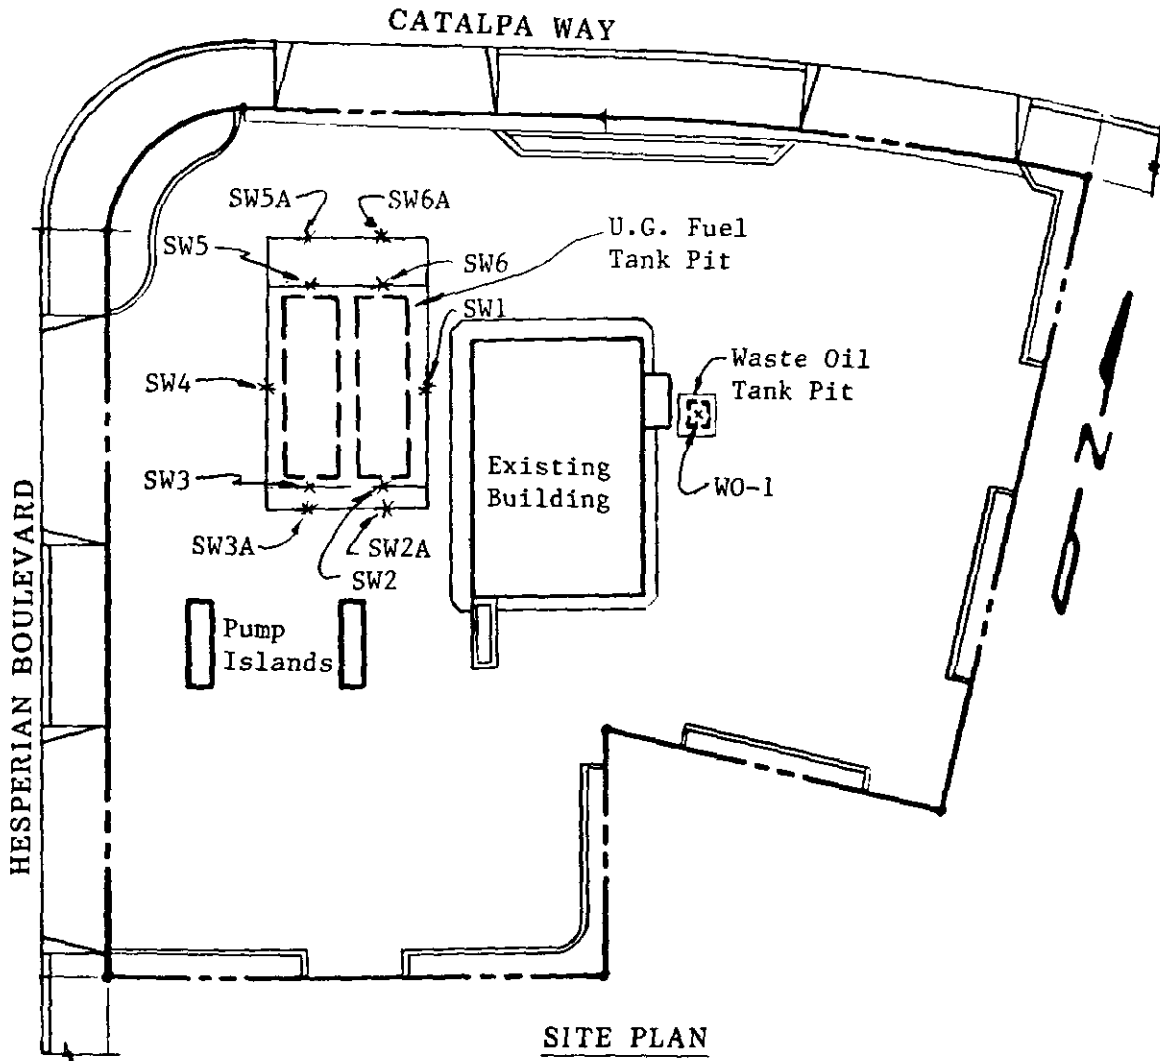 CATALPA WAY
SW5A
SW6A
U.G. Fuel
Tank Pit
SW5
SW6
SW1
Waste Oil
Tank Pit
SW4
Existing
Building
WO-1
SW3
SW3A
SW2A
SW2
N
HESPERIAN BOULEVARD
Pump
Islands
SITE PLAN